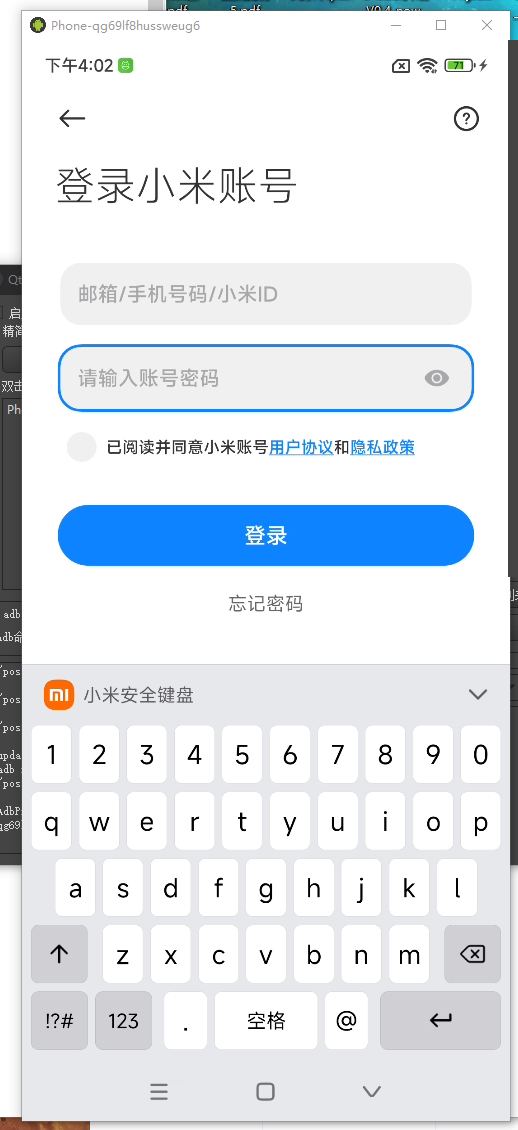 Phone-qg69lf8hussweug6
下午4:02
71
登录小米账号
邮箱/手机号码/小米ID
请输入账号密码
已阅读并同意小米账号用户协议和隐私政策
登录
忘记密码
小米安全键盘
1 2 3 4 5 6 7 8 9 0
q w e r t y u i o p
a s d f g h j k l
z x c v b n m
!?# 123 . 空格 @